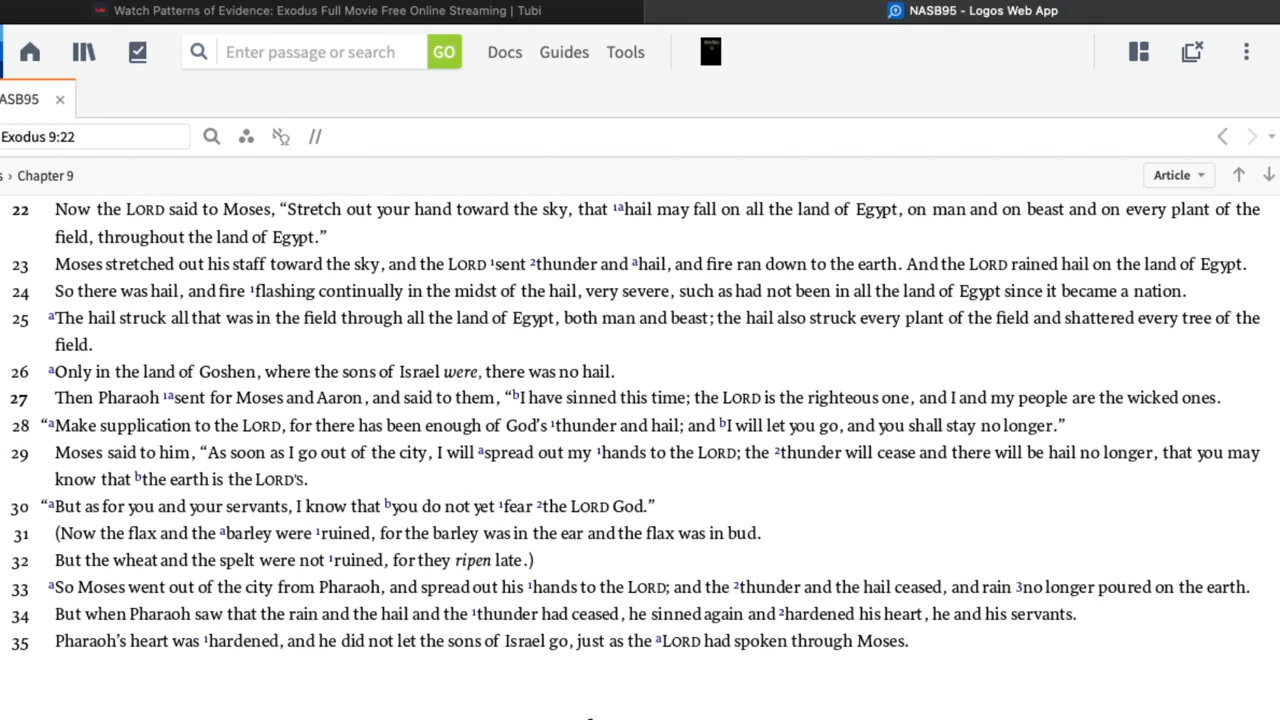 Watch Patterns of Evidence: Exodus Full Movie Free Online Streaming | Tubi
NASB95 - Logos Web App
Enter passage or search
GO
Docs
Guides
Tools
ASB95
Exodus 9:22
s › Chapter 9
Article
22 Now the LORD said to Moses, “Stretch out your hand toward the sky, that 1ahail may fall on all the land of Egypt, on man and on beast and on every plant of the
field, throughout the land of Egypt.”
23 Moses stretched out his staff toward the sky, and the LORD 1sent 2thunder and ahail, and fire ran down to the earth. And the LORD rained hail on the land of Egypt.
24 So there was hail, and fire 1flashing continually in the midst of the hail, very severe, such as had not been in all the land of Egypt since it became a nation.
25 aThe hail struck all that was in the field through all the land of Egypt, both man and beast; the hail also struck every plant of the field and shattered every tree of the
field.
26 aOnly in the land of Goshen, where the sons of Israel were, there was no hail.
27 Then Pharaoh 1asent for Moses and Aaron, and said to them, “bI have sinned this time; the LORD is the righteous one, and I and my people are the wicked ones.
28 “aMake supplication to the LORD, for there has been enough of God’s 1thunder and hail; and bI will let you go, and you shall stay no longer.”
29 Moses said to him, “As soon as I go out of the city, I will aspread out my 1hands to the LORD; the 2thunder will cease and there will be hail no longer, that you may
know that bthe earth is the LORD’S.
30 “aBut as for you and your servants, I know that byou do not yet 1fear 2the LORD God.”
31 (Now the flax and the abarley were 1ruined, for the barley was in the ear and the flax was in bud.
32 But the wheat and the spelt were not 1ruined, for they ripen late.)
33 aSo Moses went out of the city from Pharaoh, and spread out his 1hands to the LORD; and the 2thunder and the hail ceased, and rain 3no longer poured on the earth.
34 But when Pharaoh saw that the rain and the hail and the 1thunder had ceased, he sinned again and 2hardened his heart, he and his servants.
35 Pharaoh’s heart was 1hardened, and he did not let the sons of Israel go, just as the aLORD had spoken through Moses.